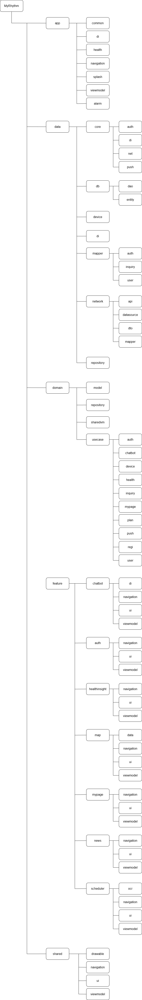 MyRhythm
app
common
di
health
navigation
splash
viewmodel
alarm
data
core
auth
di
net
push
db
dao
entity
device
di
mapper
auth
inquiry
user
network
api
datasource
dto
mapper
repository
domain
model
repository
sharedvm
usecase
auth
chatbot
device
health
inquiry
mypage
plan
push
regi
user
feature
chatbot
di
navigation
ui
viewmodel
auth
navigation
ui
viewmodel
healthinsight
navigation
ui
viewmodel
map
data
navigation
ui
viewmodel
mypage
navigation
ui
viewmodel
news
navigation
ui
viewmodel
scheduler
ocr
navigation
ui
viewmodel
shared
drawable
navigation
ui
viewmodel